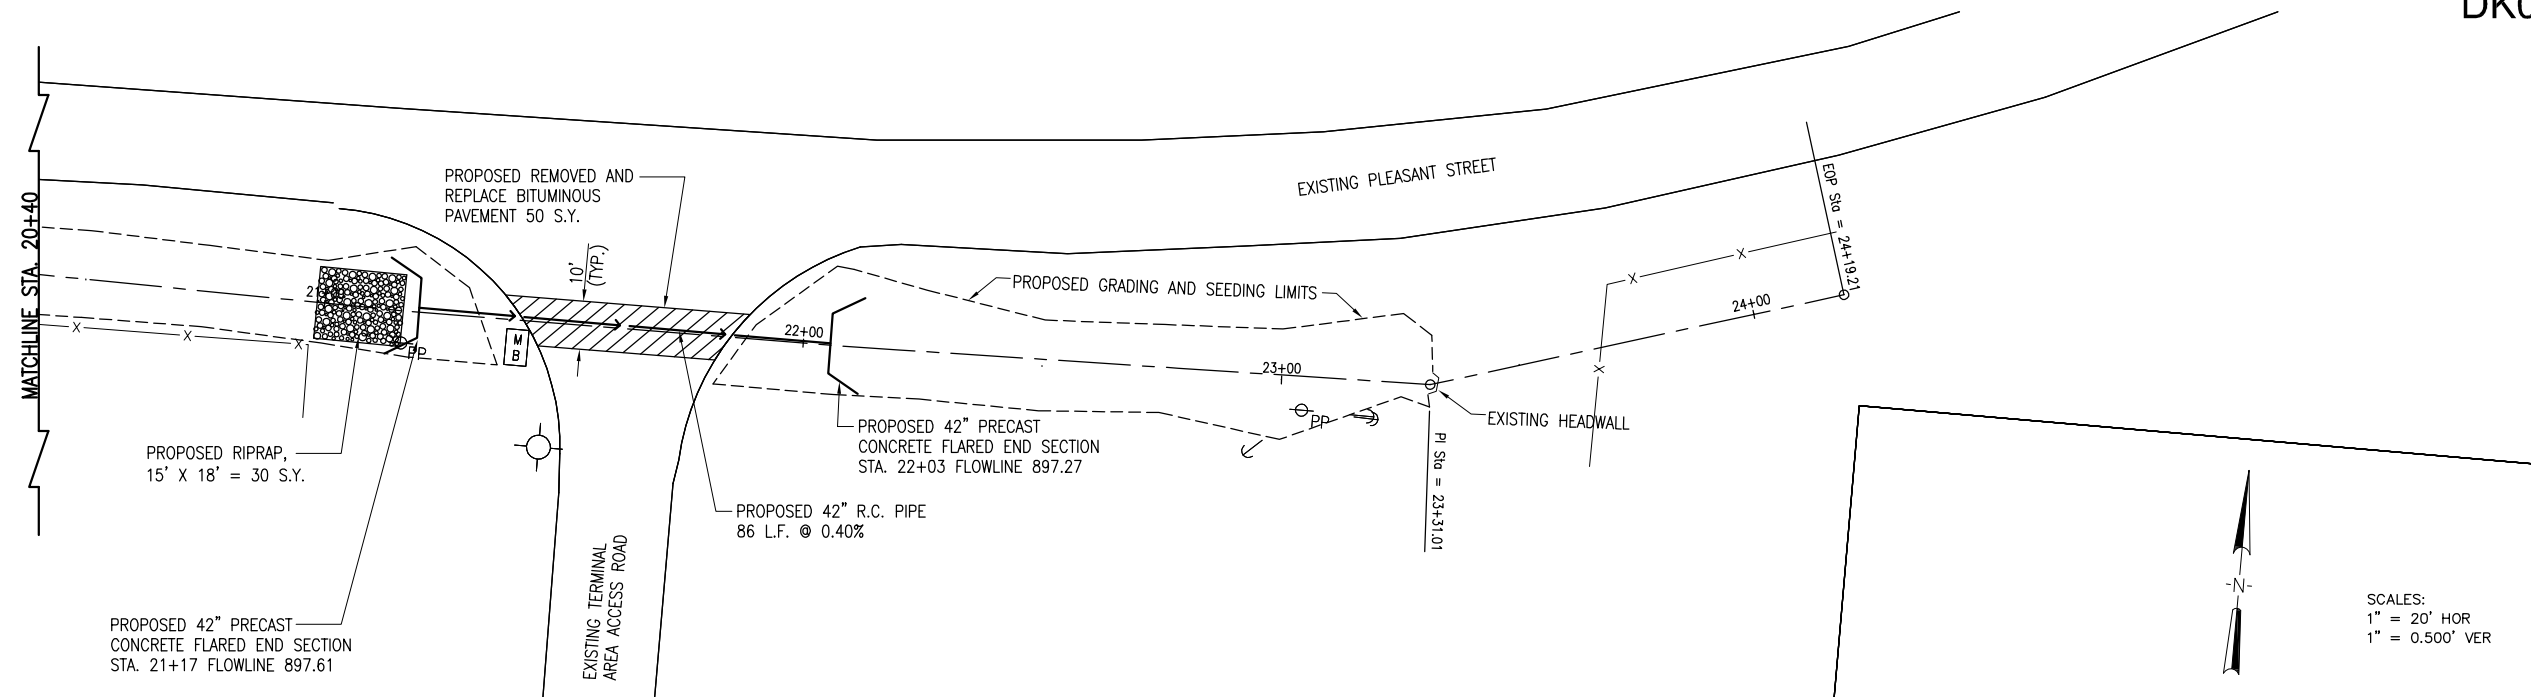 MATCHLINE STA. 20+40
PROPOSED REMOVED AND
REPLACE BITUMINOUS
PAVEMENT 50 S.Y.
10'
(TYP.)
M
B
PP
22+00
PROPOSED GRADING AND SEEDING LIMITS
EXISTING PLEASANT STREET
23+00
PP
24+00
EOP Sta = 24+19.21
X
X
X
X
X
X
EXISTING HEADWALL
PI Sta = 23+31.01
PROPOSED 42" PRECAST
CONCRETE FLARED END SECTION
STA. 22+03 FLOWLINE 897.27
PROPOSED 42" R.C. PIPE
86 L.F. @ 0.40%
PROPOSED RIPRAP,
15' X 18' = 30 S.Y.
PROPOSED 42" PRECAST
CONCRETE FLARED END SECTION
STA. 21+17 FLOWLINE 897.61
EXISTING TERMINAL
AREA ACCESS ROAD
-N-
SCALES:
1" = 20' HOR
1" = 0.500' VER